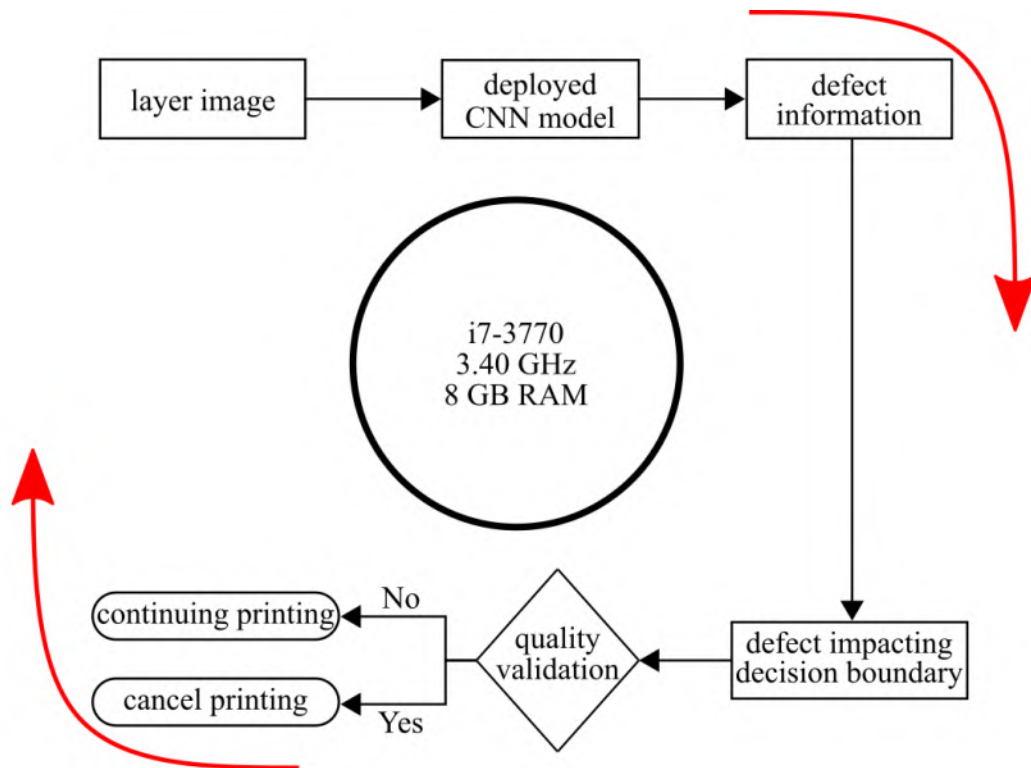 layer image
deployed
CNN model
defect
information
i7-3770
3.40 GHz
8 GB RAM
No
continuing printing
quality
validation
defect impacting
decision boundary
cancel printing
Yes